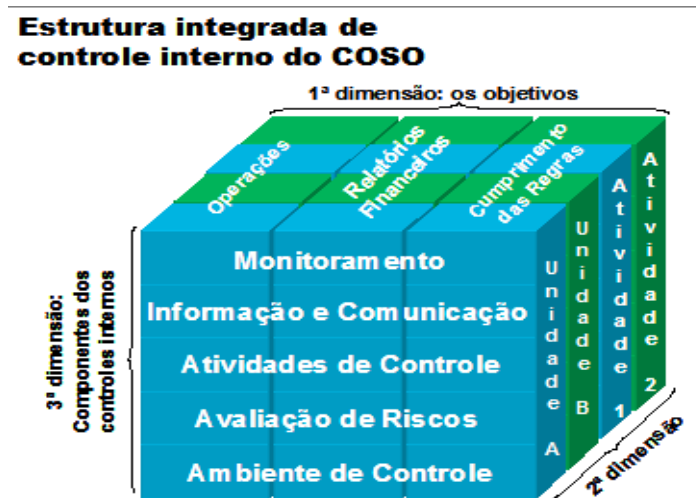 Estrutura integrada de
controle interno do COSO
1ª dimensão: os objetivos
Operações
Relatórios
Financeiros
Cumprimento
das Regras
Monitoramento
Informação e Comunicação
Atividades de Controle
Avaliação de Riscos
Ambiente de Controle
Unidade A
Unidade B
Atividade 1
Atividade 2
3ª dimensão:
Componentes dos
controles internos
2ª dimensão